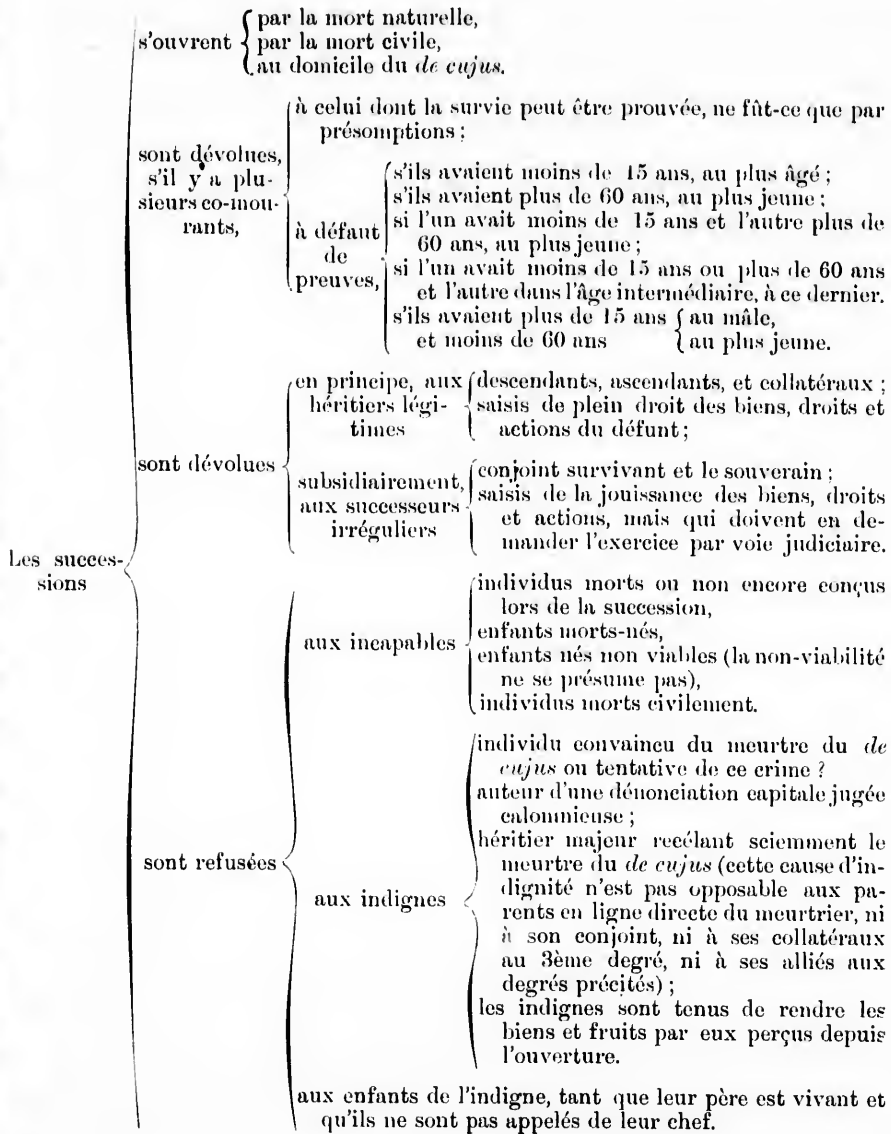 s'ouvrent
par la mort naturelle,
par la mort civile,
au domicile du de cujus.
sont dévolues,
s'il y a plu-
sieurs co-mou-
rants,
à celui dont la survie peut être prouvée, ne fût-ce que par
présomptions ;
à défaut
de
preuves,
s'ils avaient moins de 15 ans, au plus âgé ;
s'ils avaient plus de 60 ans, au plus jeune ;
si l'un avait moins de 15 ans et l'autre plus de
60 ans, au plus jeune ;
si l'un avait moins de 15 ans ou plus de 60 ans
et l'autre dans l'âge intermédiaire, à ce dernier.
s'ils avaient plus de 15 ans
et moins de 60 ans
au mâle,
au plus jeune.
Les succes-
sions
sont dévolues
en principe, aux
héritiers légi-
times
descendants, ascendants, et collatéraux ;
saisis de plein droit des biens, droits et
actions du défunt ;
subsidiairement,
aux successeurs
irréguliers
conjoint survivant et le souverain ;
saisis de la jouissance des biens, droits
et actions, mais qui doivent en de-
mander l'exercice par voie judiciaire.
sont refusées
aux incapables
individus morts ou non encore conçus
lors de la succession,
enfants morts-nés,
enfants nés non viables (la non-viabilité
ne se présume pas),
individus morts civilement.
aux indignes
individu convaincu du meurtre du de
cujus ou tentative de ce crime ?
auteur d'une dénonciation capitale jugée
calomnieuse ;
héritier majeur recélant sciemment le
meurtre du de cujus (cette cause d'in-
dignité n'est pas opposable aux pa-
rents en ligne directe du meurtrier, ni
à son conjoint, ni à ses collatéraux
au 3ème degré, ni à ses alliés aux
degrés précités) ;
les indignes sont tenus de rendre les
biens et fruits par eux perçus depuis
l'ouverture.
aux enfants de l'indigne, tant que leur père est vivant et
qu'ils ne sont pas appelés de leur chef.